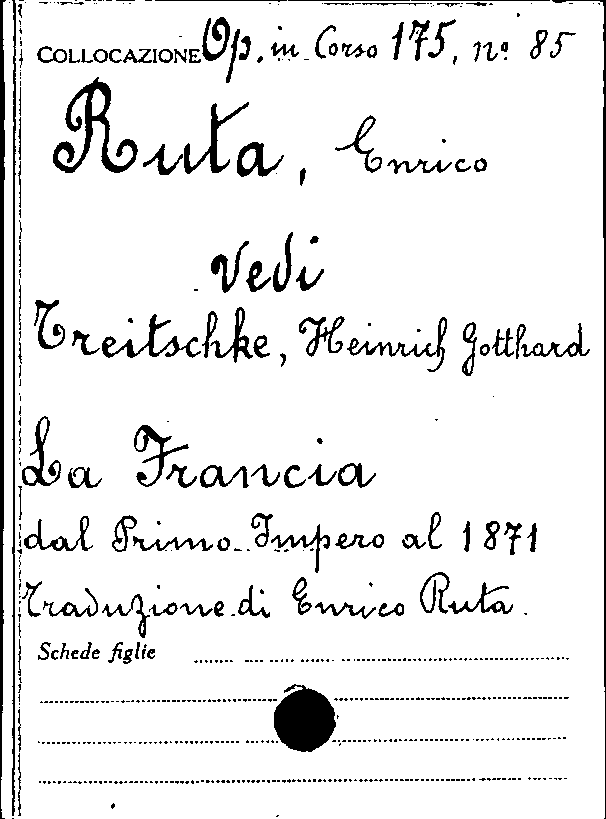 COLLOCAZIONE Op. in Corso 175, nº 85
Ruta, Enrico
Vedi
Treitschke, Heinrich Gotthard
La Francia
dal Primo Impero al 1871
Traduzione di Enrico Ruta.
Schede figlie